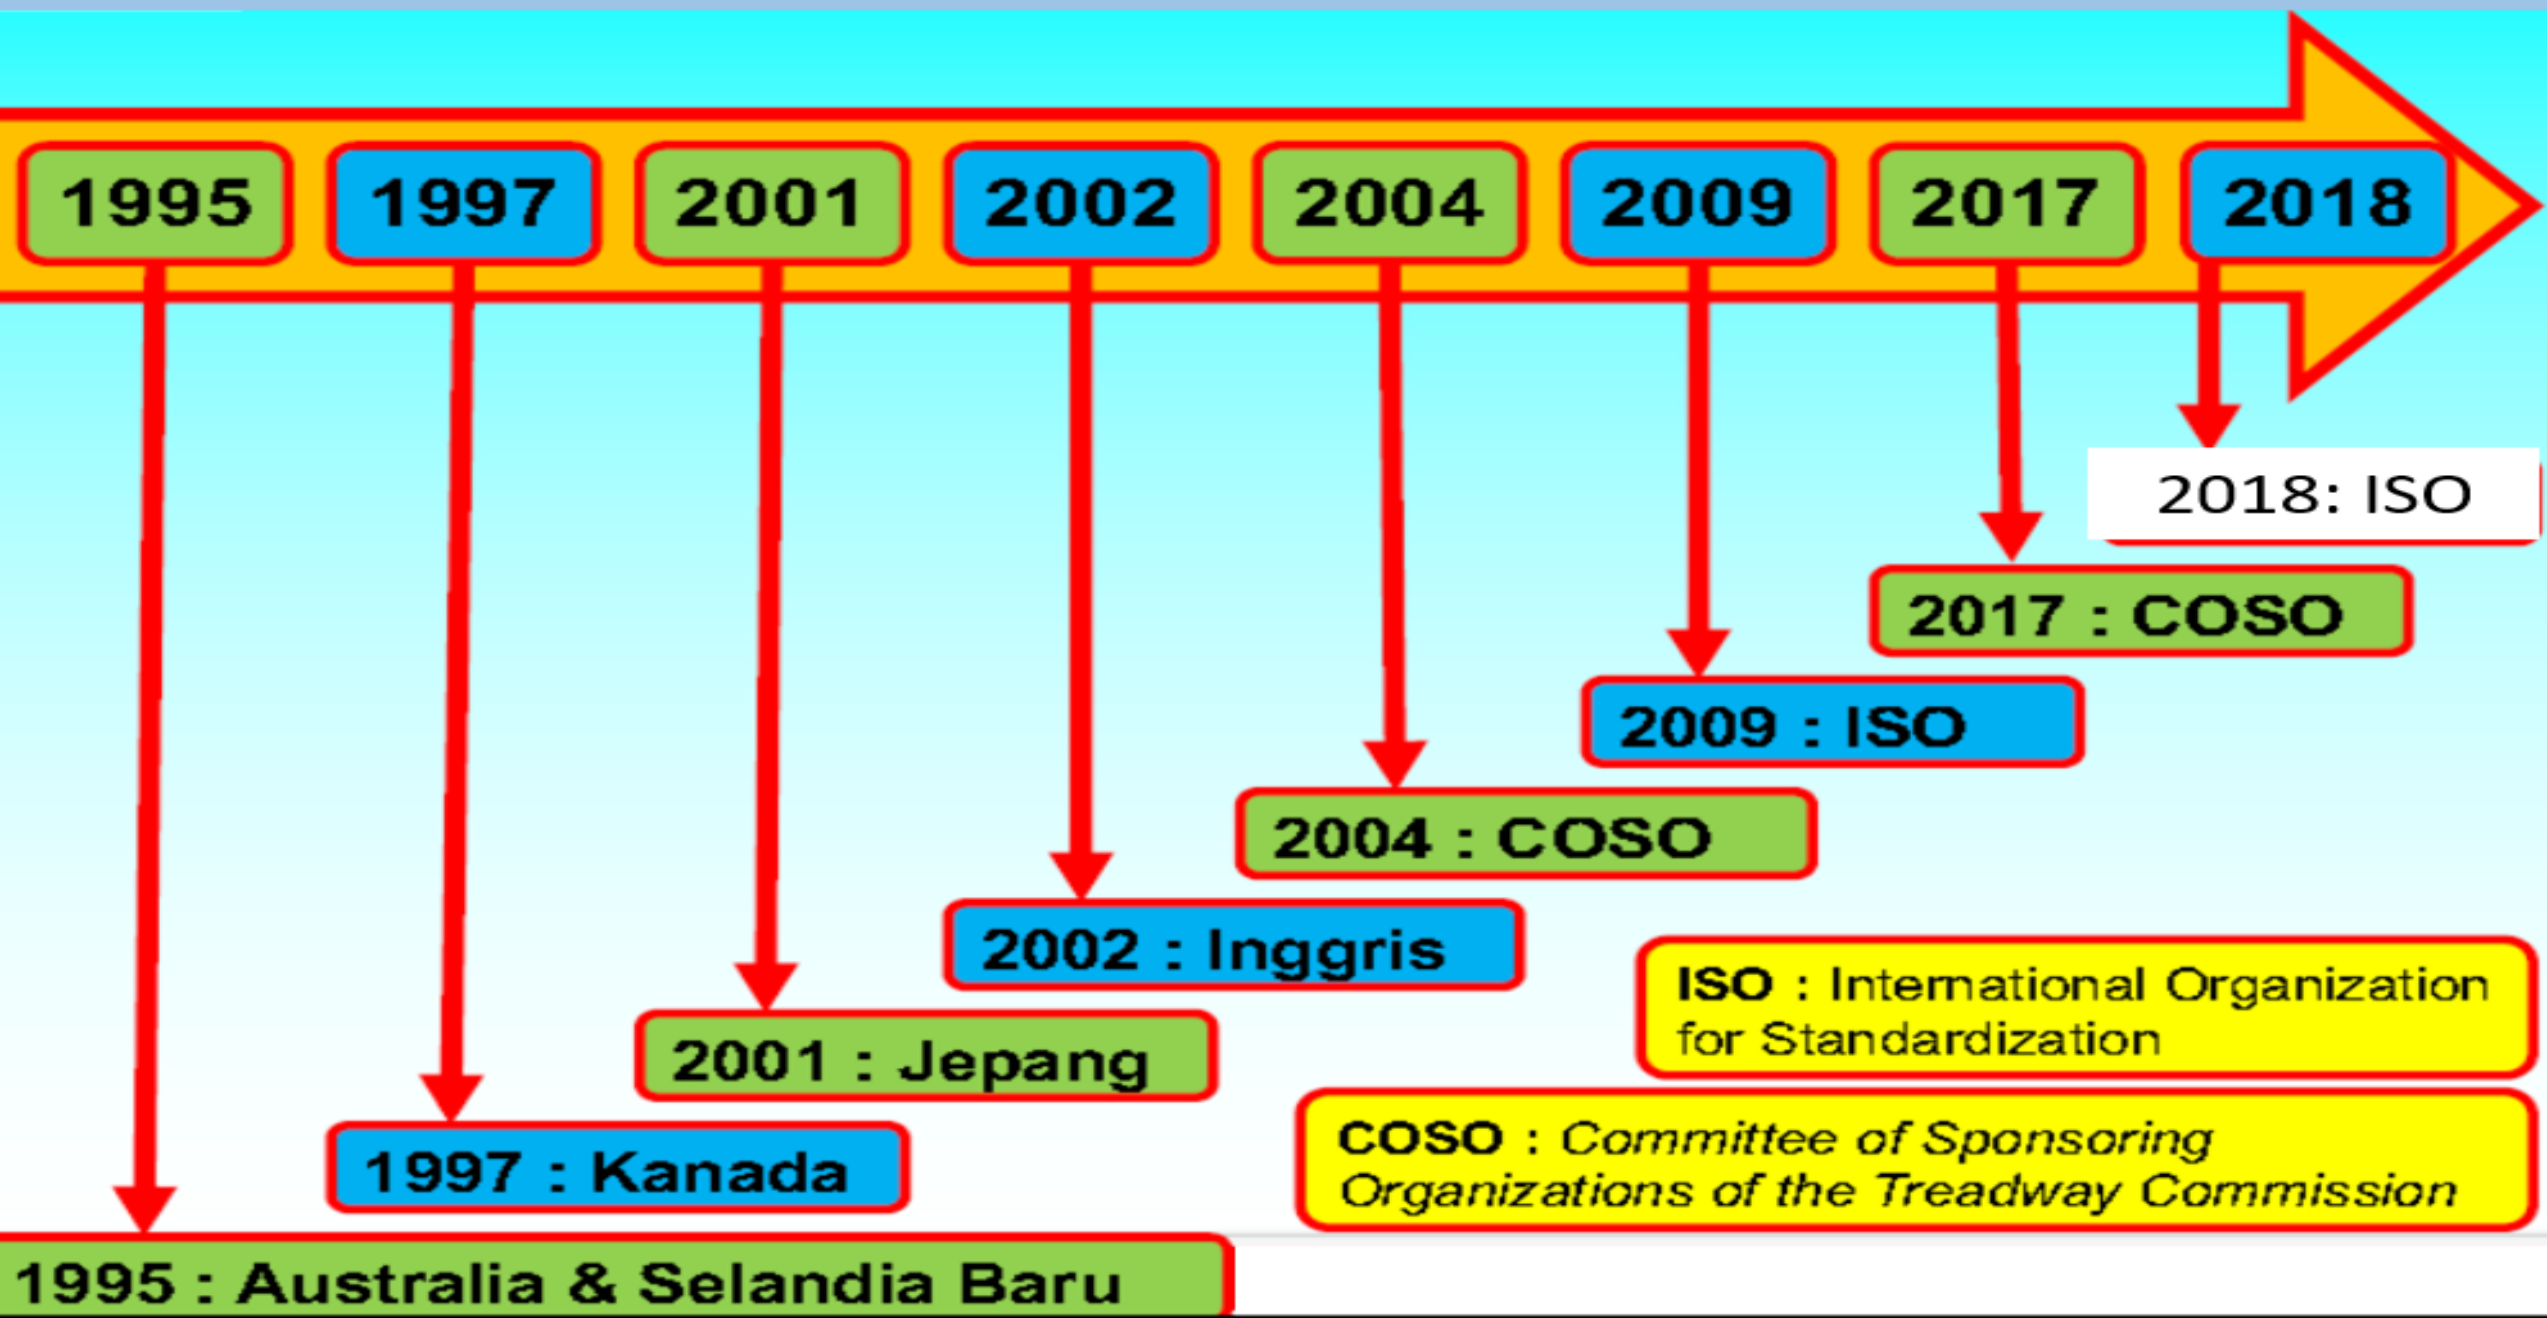 1995
1997
2001
2002
2004
2009
2017
2018
2018: ISO
2017 : COSO
2009 : ISO
2004 : COSO
2002 : Inggris
2001 : Jepang
1997 : Kanada
1995 : Australia & Selandia Baru
ISO : International Organization
for Standardization
COSO : Committee of Sponsoring
Organizations of the Treadway Commission